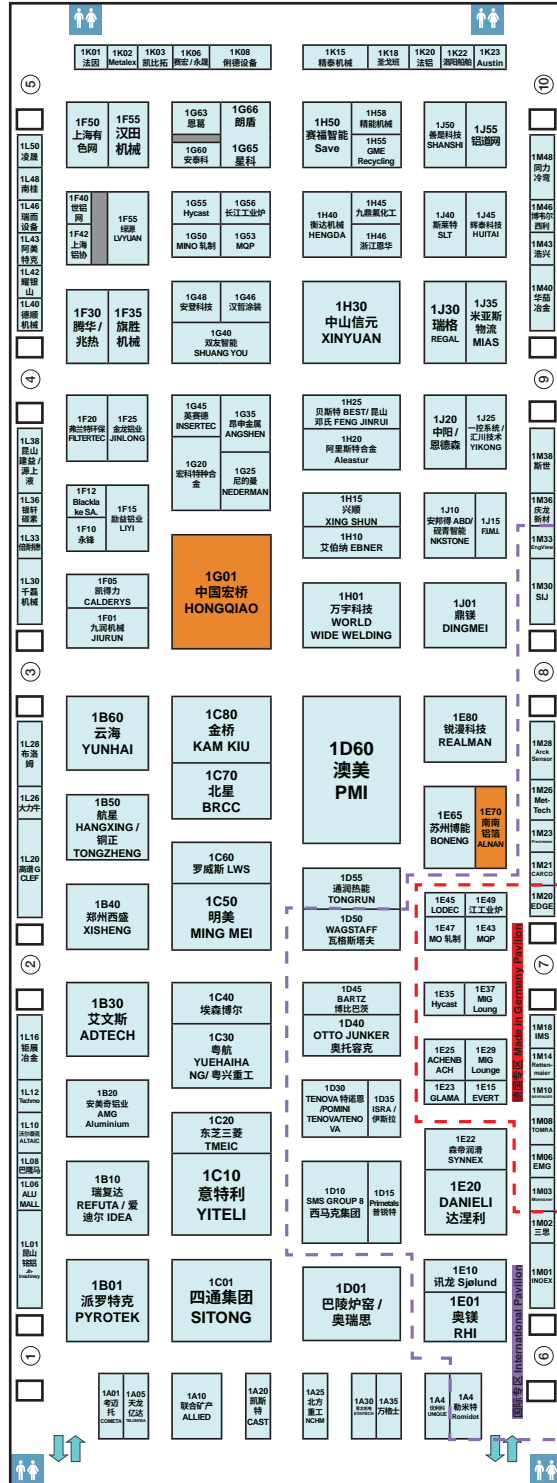 1K01
法因
1K02
Metalex
1K03
凯比拓
1K06
赛宏 / 永晟
1K08
俐德设备
1K15
精泰机械
1K18
圣戈班
1K20
法铝
1K22
洛阳船舶
1K23
Austin
5
10
1L50
凌晟
1L48
南桂
1L46
瑞而
设备
1L43
阿美
特克
1L42
耀银
山
1L40
德顺
机械
1F50
上海有
色网
1F55
汉田
机械
1G63
恩葛
1G60
安泰科
1G66
朗盾
1G65
星科
1H50
赛福智能
Save
1H58
精能机械
1H55
GME
Recycling
1J50
善是科技
SHANSHI
1J55
铝道网
1M48
同力
冷弯
1M46
博韦尔
西利
1M43
浩兴
1M40
华茄
冶金
1F40
世铝
网
1F42
上海
铝协
1F55
绿源
LVYUAN
1G55
Hycast
1G56
长江工业炉
1G50
MINO 轧制
1G53
MQP
1H40
衡达机械
HENGDA
1H45
九鼎氟化工
1H46
浙江恩华
1J40
斯莱特
SLT
1J45
辉泰科技
HUITAI
1F30
腾华 /
兆热
1F35
旗胜
机械
1G48
安登科技
1G46
汉哲涂装
1G40
双友智能
SHUANG YOU
1H30
中山信元
XINYUAN
1J30
瑞格
REGAL
1J35
米亚斯
物流
MIAS
4
9
1L38
昆山
建益 /
源上
液
1L36
银轩
碳素
1L33
倍耐德
1L30
千磊
机械
1F20
弗兰特环保
FILTERTEC
1F25
金龙铝业
JINLONG
1G45
英赛德
INSERTEC
1G35
昂申金属
ANGSHEN
1G20
宏科特种合
金
1G25
尼的曼
NEDERMAN
1H25
贝斯特 BEST/ 昆山
邓氏 FENG JINRUI
1H20
阿里斯特合金
Aleastur
1J20
中阳 /
恩德森
1J25
一控系统 /
汇川技术
YIKONG
1M38
斯世
1M36
庆龙
新材
1M33
EngView
1M30
SIJ
1F12
Blackla
ke SA.
1F10
永锋
1F15
励益铝业
LIYI
1H15
兴顺
XING SHUN
1H10
艾伯纳 EBNER
1J10
安邦得 ABD/
砚青智能
NKSTONE
1J15
F.I.M.I.
1G01
中国宏桥
HONGQIAO
1F05
凯得力
CALDERYS
1F01
九润机械
JIURUN
1H01
万宇科技
WORLD
WIDE WELDING
1J01
鼎镁
DINGMEI
3
8
1L28
布洛
姆
1L26
大力牛
1L20
高谱 G
CLEF
1B60
云海
YUNHAI
1C80
金桥
KAM KIU
1C70
北星
BRCC
1D60
澳美
PMI
1E80
锐漫科技
REALMAN
1M28
Arck
Sensor
1M26
Met-
Tech
1M23
1M21
CARCO
1M20
EDGE
1B50
航星
HANGXING /
铜正
TONGZHENG
1E65
苏州博能
BONENG
1E70
南南
铝箔
ALNAN
1C60
罗威斯 LWS
1C50
明美
MING MEI
1D55
通润热能
TONGRUN
1D50
WAGSTAFF
瓦格斯塔夫
1B40
郑州西盛
XISHENG
1E45
LODEC
1E49
江工业炉
1E47
MO 轧制
1E43
MQP
2
7
德国专区 Made in Germany Pavilion
1L16
钜展
冶金
1L12
Techmo
1L10
沃尔泰克
ALTAIC
1L08
巴隆马
1L06
ALU
MALL
1L01
昆山
铭铝
1B30
艾文斯
ADTECH
1C40
埃森博尔
1C30
粤航
YUEHAIHA
NG/ 粤兴重工
1D45
BARTZ
博比巴茨
1D40
OTTO JUNKER
奥托容克
1E35
Hycast
1E37
MIG
Loung
1M18
IMS
1M14
Retten-
maier
1M10
1M08
TOMRA
1M06
EMG
1M03
Maessner
1M02
三思
1M01
INOEX
1E25
ACHENB
ACH
1E29
MIG
Lounge
1E23
GLAMA
1E15
EVERT
1B20
安美奇铝业
AMG
Aluminium
1C20
东芝三菱
TMEIC
1C10
意特利
YITELI
1D30
TENOVA 特诺恩
/POMINI
TENOVA/TENO
VA
1D35
ISRA /
伊斯拉
1E22
森帝润滑
SYNNEX
1E20
DANIELI
达涅利
1B10
瑞复达
REFUTA / 爱
迪尔 IDEA
1D10
SMS GROUP 8
西马克集团
1D15
Primetals
普锐特
1B01
派罗特克
PYROTEK
1C01
四通集团
SITONG
1D01
巴陵炉窑 /
奥瑞思
1E10
讯龙 Sjølund
1E01
奥镁
RHI
国际专区 International Pavilion
1
6
1A01
考迈
托
COMETA
1A05
天龙
亿达
1A10
联合矿产
ALLIED
1A20
凯斯
特
CAST
1A25
北方
重工
NCHM
1A30
1A35
万格士
1A4
UNIQUE
1A4
勒米特
Romidot